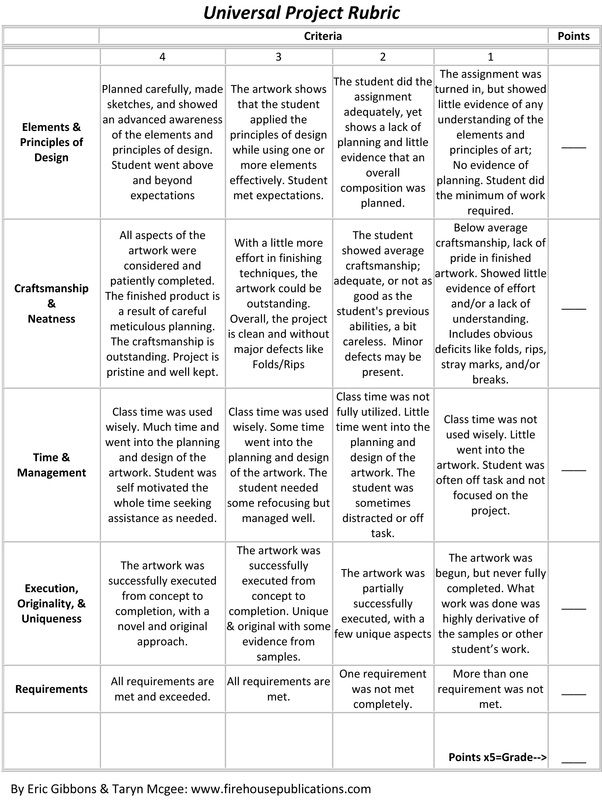 Universal Project Rubric
Criteria
Points
4
3
2
1
Elements &
Principles of
Design
Planned carefully, made
sketches, and showed
an advanced awareness
of the elements and
principles of design.
Student went above
and beyond
expectations
The artwork shows
that the student
applied the
principles of design
while using one or
more elements
effectively. Student
met expectations.
The student did the
assignment
adequately, yet
shows a lack of
planning and little
evidence that an
overall
composition was
planned.
The assignment was
turned in, but showed
little evidence of any
understanding of the
elements and
principles of art;
No evidence of
planning. Student did
the minimum of work
required.
Craftsmanship
&
Neatness
All aspects of the
artwork were
considered and
patiently completed.
The finished product is
a result of careful
meticulous planning.
The craftsmanship is
outstanding. Project is
pristine and well kept.
With a little more
effort in finishing
techniques, the
artwork could be
outstanding.
Overall, the project
is clean and without
major defects like
Folds/Rips
The student
showed average
craftsmanship;
adequate, or not as
good as the
student's previous
abilities, a bit
careless. Minor
defects may be
present.
Below average
craftsmanship, lack of
pride in finished
artwork. Showed little
evidence of effort
and/or a lack of
understanding.
Includes obvious
deficits like folds, rips,
stray marks, and/or
breaks.
Time &
Management
Class time was used
wisely. Much time and
went into the planning
and design of the
artwork. Student was
self motivated the
whole time seeking
assistance as needed.
Class time was used
wisely. Some time
went into the
planning and design
of the artwork. The
student needed
some refocusing but
managed well.
Class time was not
fully utilized. Little
time went into the
planning and
design of the
artwork. The
student was
sometimes
distracted or off
task.
Class time was not
used wisely. Little
went into the
artwork. Student was
often off task and not
focused on the
project.
Execution,
Originality, &
Uniqueness
The artwork was
successfully executed
from concept to
completion, with a
novel and original
approach.
The artwork was
successfully
executed from
concept to
completion. Unique
& original with some
evidence from
samples.
The artwork was
partially
successfully
executed, with a
few unique aspects
The artwork was
begun, but never fully
completed. What
work was done was
highly derivative of
the samples or other
student’s work.
Requirements
All requirements are
met and exceeded.
All requirements are
met.
One requirement
was not met
completely.
More than one
requirement was not
met.
Points x5=Grade-->
By Eric Gibbons & Taryn Mcgee: www.firehousepublications.com